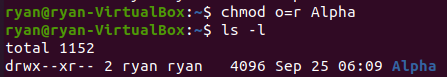 ryan@ryan-VirtualBox:~$ chmod o=r Alpha
ryan@ryan-VirtualBox:~$ ls -l
total 1152
drwx--xr-- 2 ryan ryan   4096 Sep 25 06:09 Alpha